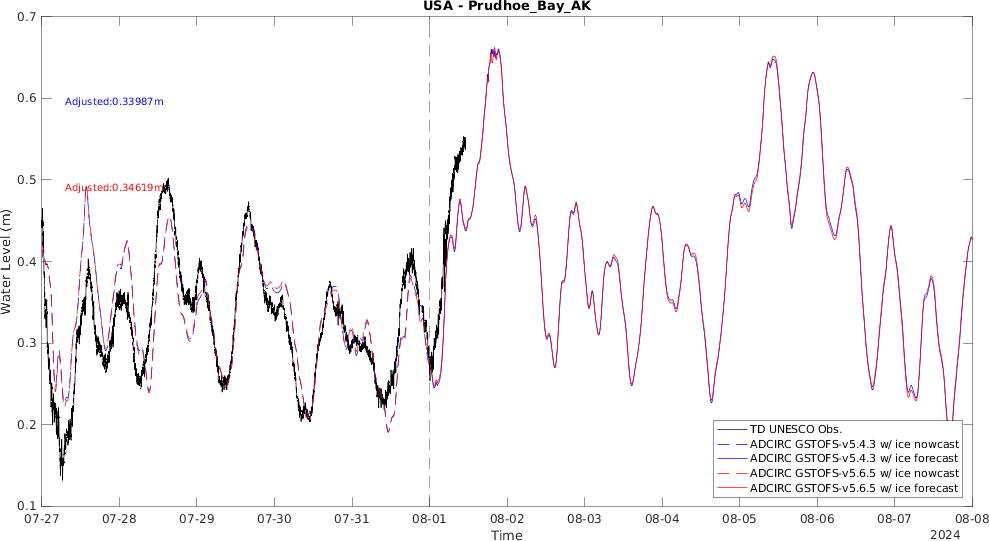 USA - Prudhoe_Bay_AK
0.7
0.6
0.5
0.4
0.3
0.2
0.1
Water Level (m)
Adjusted:0.33987m
Adjusted:0.34619m
TD UNESCO Obs.
ADCIRC GSTOFS-v5.4.3 w/ ice nowcast
ADCIRC GSTOFS-v5.4.3 w/ ice forecast
ADCIRC GSTOFS-v5.6.5 w/ ice nowcast
ADCIRC GSTOFS-v5.6.5 w/ ice forecast
07-27 07-28 07-29 07-30 07-31 08-01 08-02 08-03 08-04 08-05 08-06 08-07 08-08
Time
2024